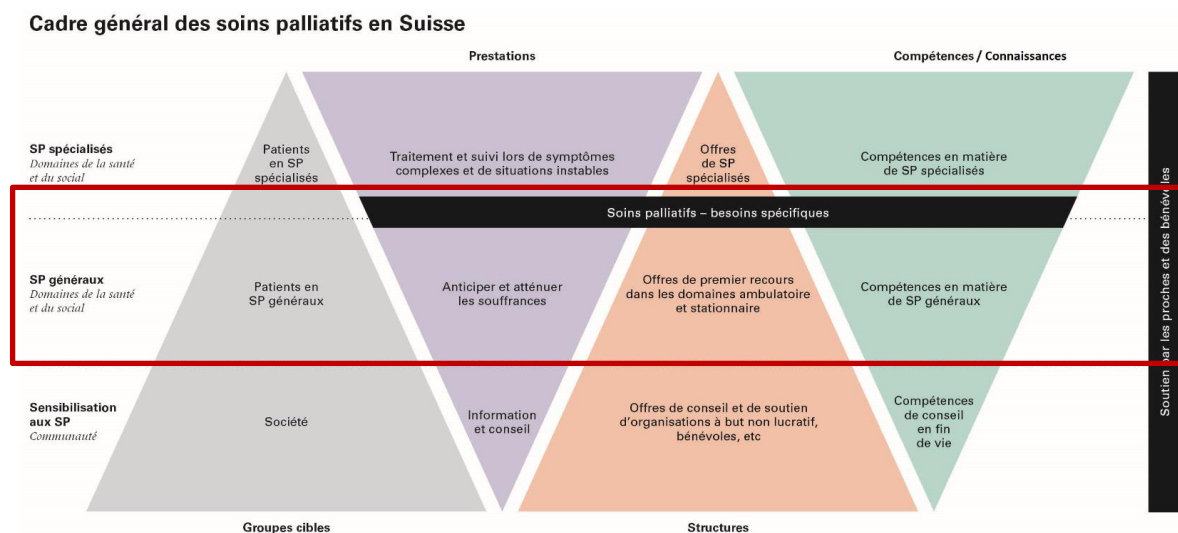 Cadre général des soins palliatifs en Suisse
Prestations
Compétences / Connaissances
SP spécialisés
Domaines de la santé
et du social
Patients
en SP
spécialisés
Traitement et suivi lors de symptômes
complexes et de situations instables
Offres
de SP
spécialisés
Compétences en matière
de SP spécialisés
Soins palliatifs – besoins spécifiques
SP généraux
Domaines de la santé
et du social
Patients en
SP généraux
Anticiper et atténuer
les souffrances
Offres de premier recours
dans les domaines ambulatoire
et stationnaire
Compétences en matière
de SP généraux
Sensibilisation
aux SP
Communauté
Société
Information
et conseil
Offres de conseil et de soutien
d'organisations à but non lucratif,
bénévoles, etc
Compétences
de conseil
en fin
de vie
Soutien par les proches et des bénévoles
Groupes cibles
Structures